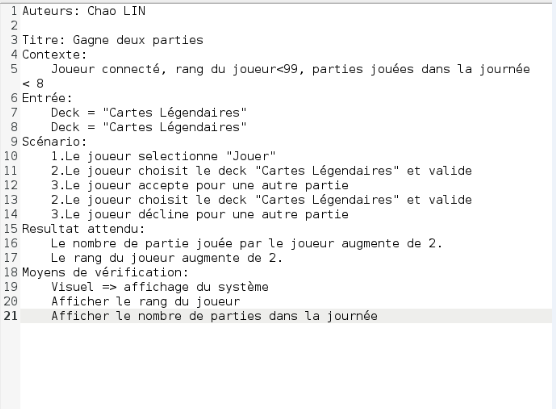 1 Auteurs: Chao LIN
2
3 Titre: Gagne deux parties
4 Contexte:
5 Joueur connecté, rang du joueur<99, parties jouées dans la journée
< 8
6 Entrée:
7 Deck = "Cartes Légendaires"
8 Deck = "Cartes Légendaires"
9 Scénario:
10 1.Le joueur selectionne "Jouer"
11 2.Le joueur choisit le deck "Cartes Légendaires" et valide
12 3.Le joueur accepte pour une autre partie
13 2.Le joueur choisit le deck "Cartes Légendaires" et valide
14 3.Le joueur décline pour une autre partie
15 Resultat attendu:
16 Le nombre de partie jouée par le joueur augmente de 2.
17 Le rang du joueur augmente de 2.
18 Moyens de vérification:
19 Visuel => affichage du système
20 Afficher le rang du joueur
21 Afficher le nombre de parties dans la journée